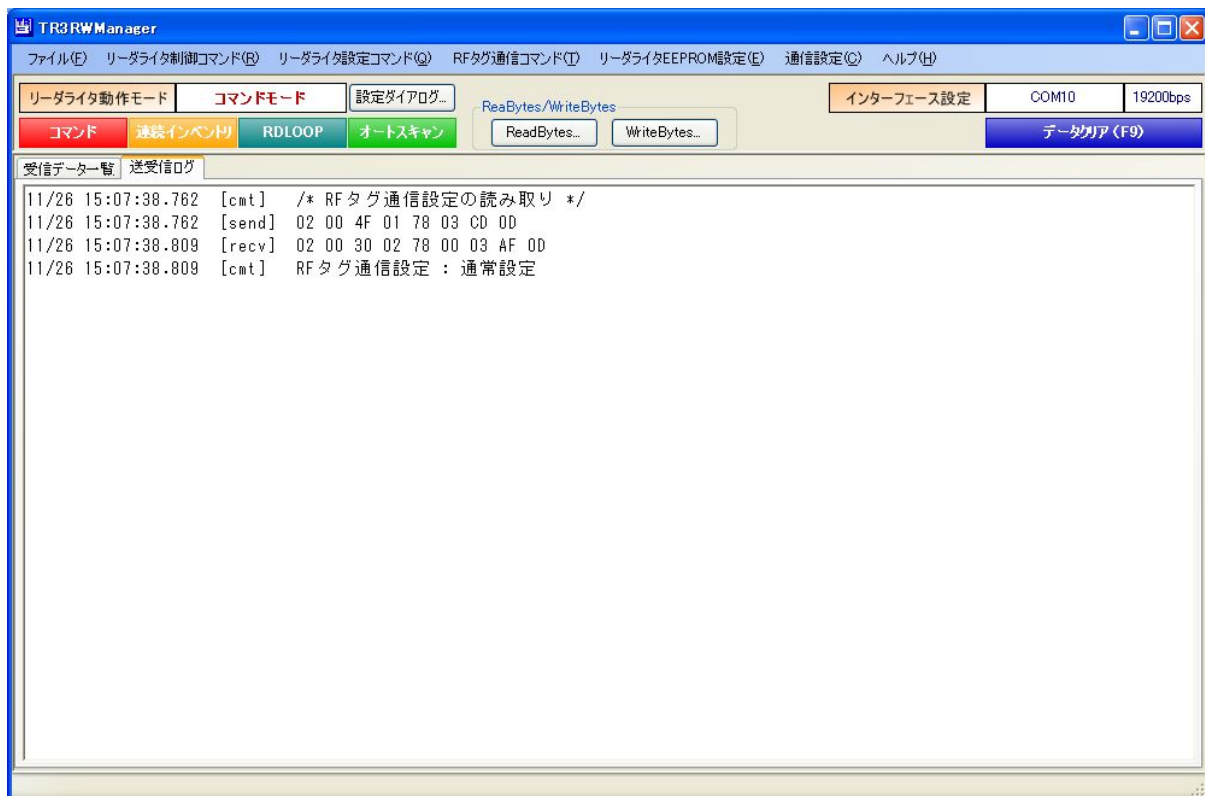 TR3RWManager
ファイル(F) リーダライタ制御コマンド(R) リーダライタ設定コマンド(Q) RFタグ通信コマンド(T) リーダライタEEPROM設定(E) 通信設定(C) ヘルプ(H)
リーダライタ動作モード コマンドモード 設定ダイアログ... ReaBytes/WriteBytes インターフェース設定 COM10 19200bps
コマンド 連続インベントリ RDLOOP オートスキャン ReadBytes... WriteBytes... データクリア (F9)
受信データ一覧 送受信ログ
11/26 15:07:38.762 [cmt] /* RFタグ通信設定の読み取り */
11/26 15:07:38.762 [send] 02 00 4F 01 78 03 CD 0D
11/26 15:07:38.809 [recv] 02 00 30 02 78 00 03 AF 0D
11/26 15:07:38.809 [cmt] RFタグ通信設定 : 通常設定